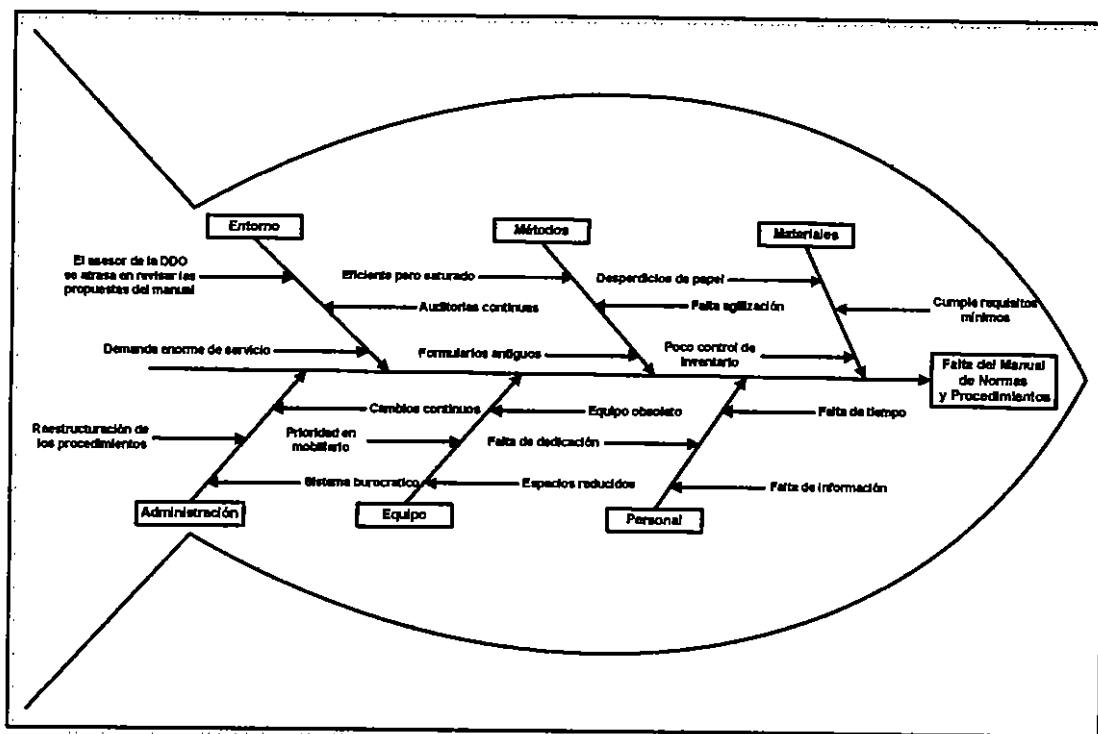 Entorno
Métodos
Materiales
El asesor de la DDO
se atrasa en revisar las
propuestas del manual
Eficiente pero saturado
Desperdicios de papel
Auditorias continuas
Falta agilización
Cumple requisitos
mínimos
Demanda enorme de servicio
Formularios antiguos
Poco control de
inventario
Falta del Manual
de Normas
y Procedimientos
Cambios continuos
Equipo obsoleto
Falta de tiempo
Reestructuración de
los procedimientos
Prioridad en
mobiliario
Falta de dedicación
Sistema burocratico
Espacios reducidos
Falta de información
Administración
Equipo
Personal